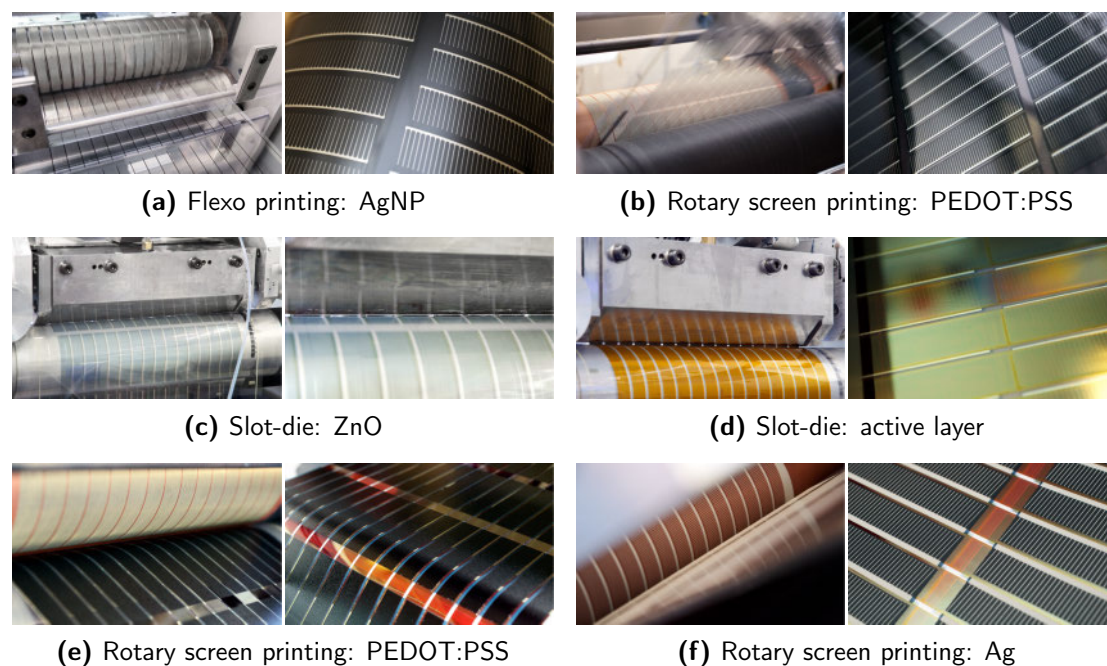 (a) Flexo printing: AgNP
(b) Rotary screen printing: PEDOT:PSS
(c) Slot-die: ZnO
(d) Slot-die: active layer
(e) Rotary screen printing: PEDOT:PSS
(f) Rotary screen printing: Ag